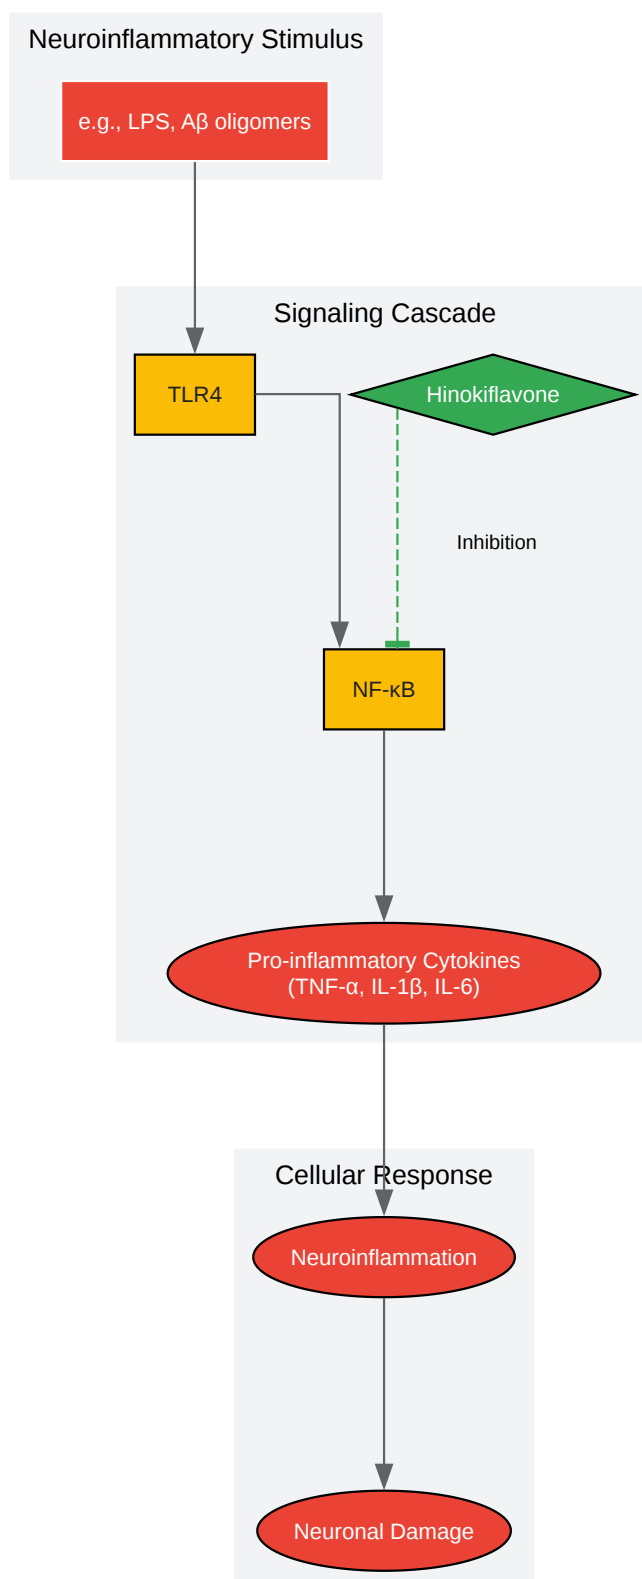 Neuroinflammatory Stimulus
e.g., LPS, Aβ oligomers
Signaling Cascade
TLR4
Hinokiflavone
Inhibition
NF-κB
Pro-inflammatory Cytokines
(TNF-α, IL-1β, IL-6)
Cellular Response
Neuroinflammation
Neuronal Damage